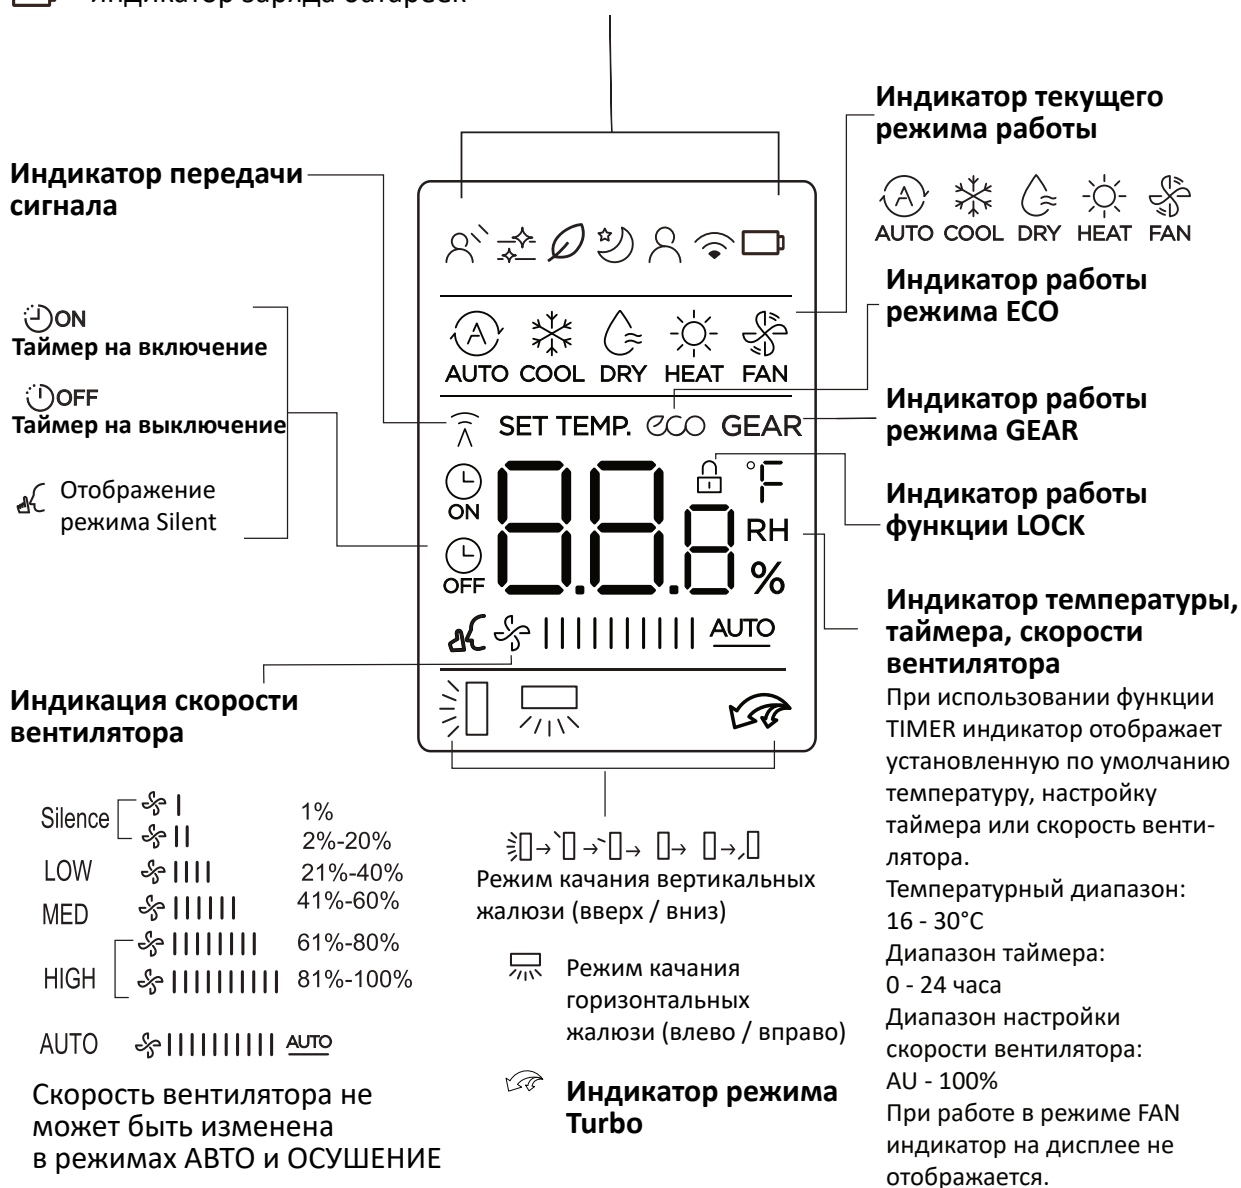 индикатор заряда батареек
Индикатор текущего
режима работы
AUTO COOL DRY HEAT FAN
Индикатор передачи
сигнала
ON
Таймер на включение
OFF
Таймер на выключение
Отображение
режима Silent
AUTO COOL DRY HEAT FAN
SET TEMP. eco GEAR
ON
88.8 °F
RH
OFF
%
AUTO
Индикатор работы
режима ECO
Индикатор работы
режима GEAR
Индикатор работы
функции LOCK
Индикатор температуры,
таймера, скорости
вентилятора
При использовании функции
TIMER индикатор отображает
установленную по умолчанию
температуру, настройку
таймера или скорость венти-
лятора.
Температурный диапазон:
16 - 30°C
Диапазон таймера:
0 - 24 часа
Диапазон настройки
скорости вентилятора:
AU - 100%
При работе в режиме FAN
индикатор на дисплее не
отображается.
Индикация скорости
вентилятора
Silence 1%
2%-20%
LOW 21%-40%
MED 41%-60%
61%-80%
HIGH 81%-100%
AUTO AUTO
Скорость вентилятора не
может быть изменена
в режимах АВТО и ОСУШЕНИЕ
Режим качания вертикальных
жалюзи (вверх / вниз)
Режим качания
горизонтальных
жалюзи (влево / вправо)
Индикатор режима
Turbo